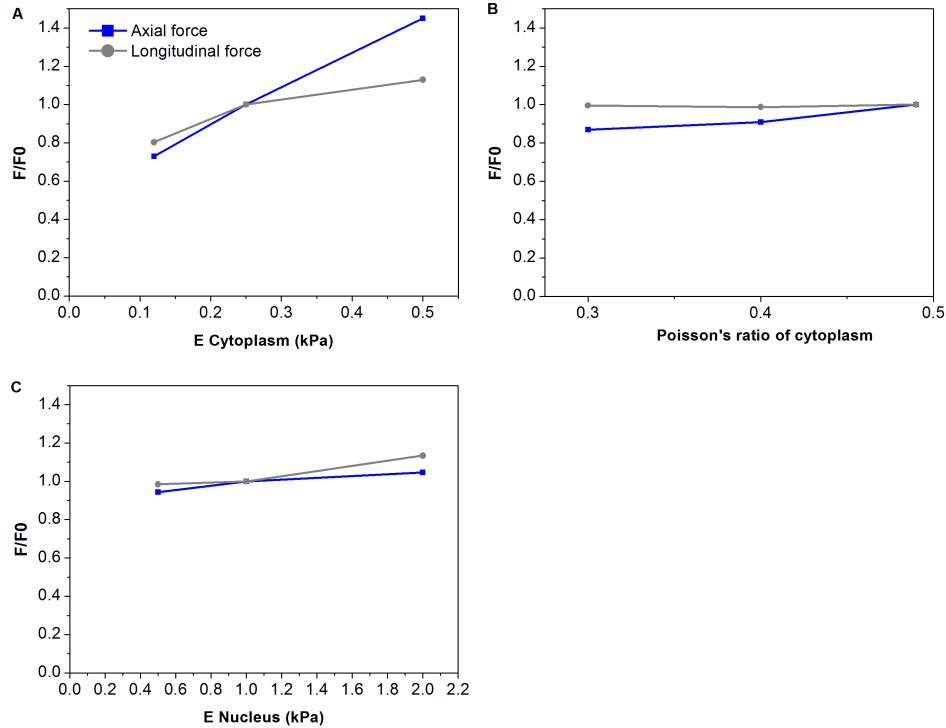 A
Axial force
Longitudinal force
1.4
1.2
1.0
0.8
0.6
0.4
0.2
0.0
F/F0
0.0 0.1 0.2 0.3 0.4 0.5
E Cytoplasm (kPa)
B
1.4
1.2
1.0
0.8
0.6
0.4
0.2
0.0
F/F0
0.3 0.4 0.5
Poisson's ratio of cytoplasm
C
1.4
1.2
1.0
0.8
0.6
0.4
0.2
0.0
F/F0
0.0 0.2 0.4 0.6 0.8 1.0 1.2 1.4 1.6 1.8 2.0 2.2
E Nucleus (kPa)